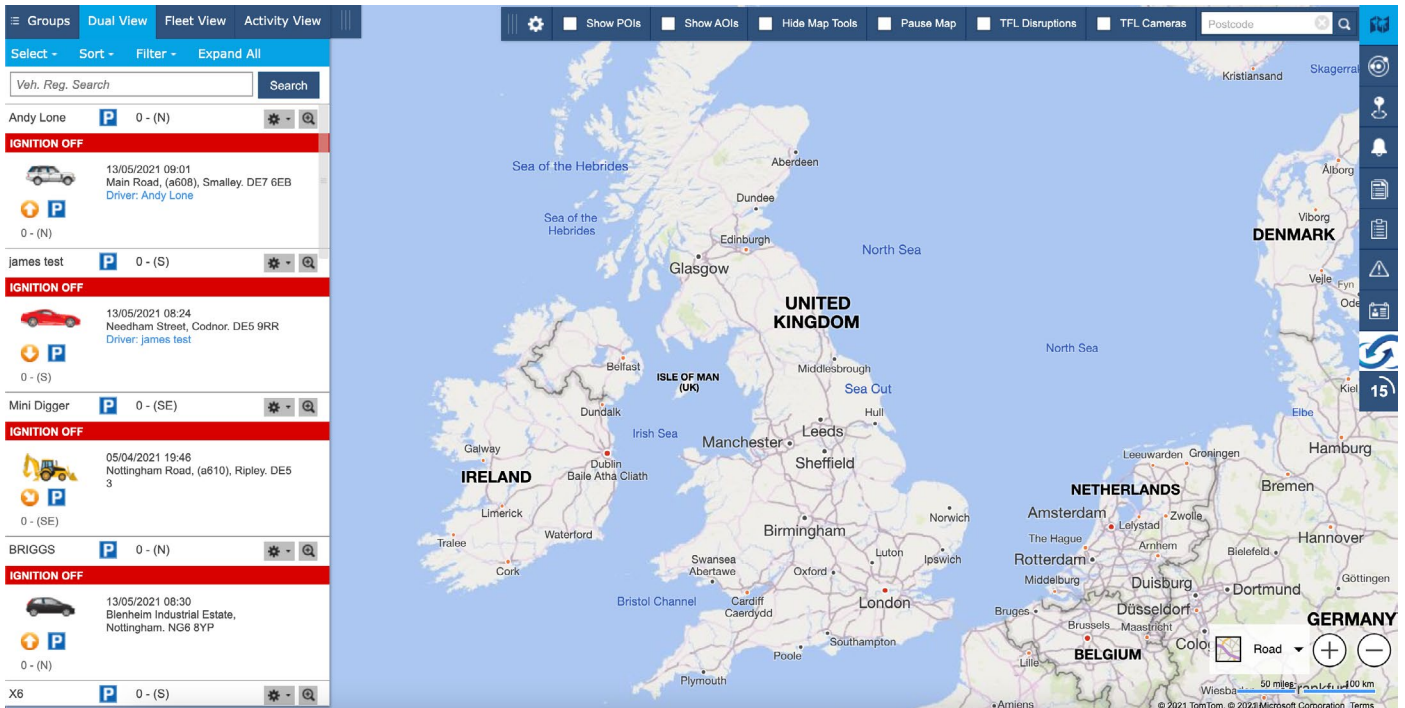 Groups Dual View Fleet View Activity View
Select Sort Filter Expand All
Veh. Reg. Search Search
Andy Lone P 0 - (N)
IGNITION OFF
13/05/2021 09:01
Main Road, (a608), Smalley. DE7 6EB
Driver: Andy Lone
P
0 - (N)
james test P 0 - (S)
IGNITION OFF
13/05/2021 08:24
Needham Street, Codnor. DE5 9RR
Driver: james test
P
0 - (S)
Mini Digger P 0 - (SE)
IGNITION OFF
05/04/2021 19:46
Nottingham Road, (a610), Ripley. DE5
3
P
0 - (SE)
BRIGGS P 0 - (N)
IGNITION OFF
13/05/2021 08:30
Blenheim Industrial Estate,
Nottingham. NG6 8YP
P
0 - (N)
X6 P 0 - (S)
Show POIs Show AOIs Hide Map Tools Pause Map TFL Disruptions TFL Cameras Postcode
Kristiansand
Skagerra
Sea of the Hebrides
Aberdeen
Ålborg
Dundee
Sea of the
Hebrides
Viborg
DENMARK
Edinburgh
North Sea
Glasgow
Vejle
Fyn
Ode
UNITED
KINGDOM
North Sea
Belfast
ISLE OF MAN
(UK)
Middlesbrough
Sea Cut
Kiel
15
Dundalk
Hull
Elbe
Irish Sea
Manchester
Leeds
Galway
Leeuwarden
Groningen
Hamburg
IRELAND
Dublin
Baile Atha Cliath
Sheffield
NETHERLANDS
Bremen
Limerick
Amsterdam
Lelystad
Zwolle
Norwich
Waterford
Birmingham
The Hague
Arnhem
Hannover
Tralee
Swansea
Abertawe
Luton
Ipswich
Rotterdam
Bielefeld
Cork
Oxford
Middelburg
Duisburg
Göttingen
Dortmund
Bristol Channel
Cardiff
Caerdydd
London
Bruges
Düsseldorf
GERMANY
Brussels
Maastricht
Southampton
Colo
Road
Poole
BELGIUM
Lille
Plymouth
Wiesba
50 miles
rankfurt
100 km
Amiens
© 2021 TomTom, © 2021 Microsoft Corporation Terms